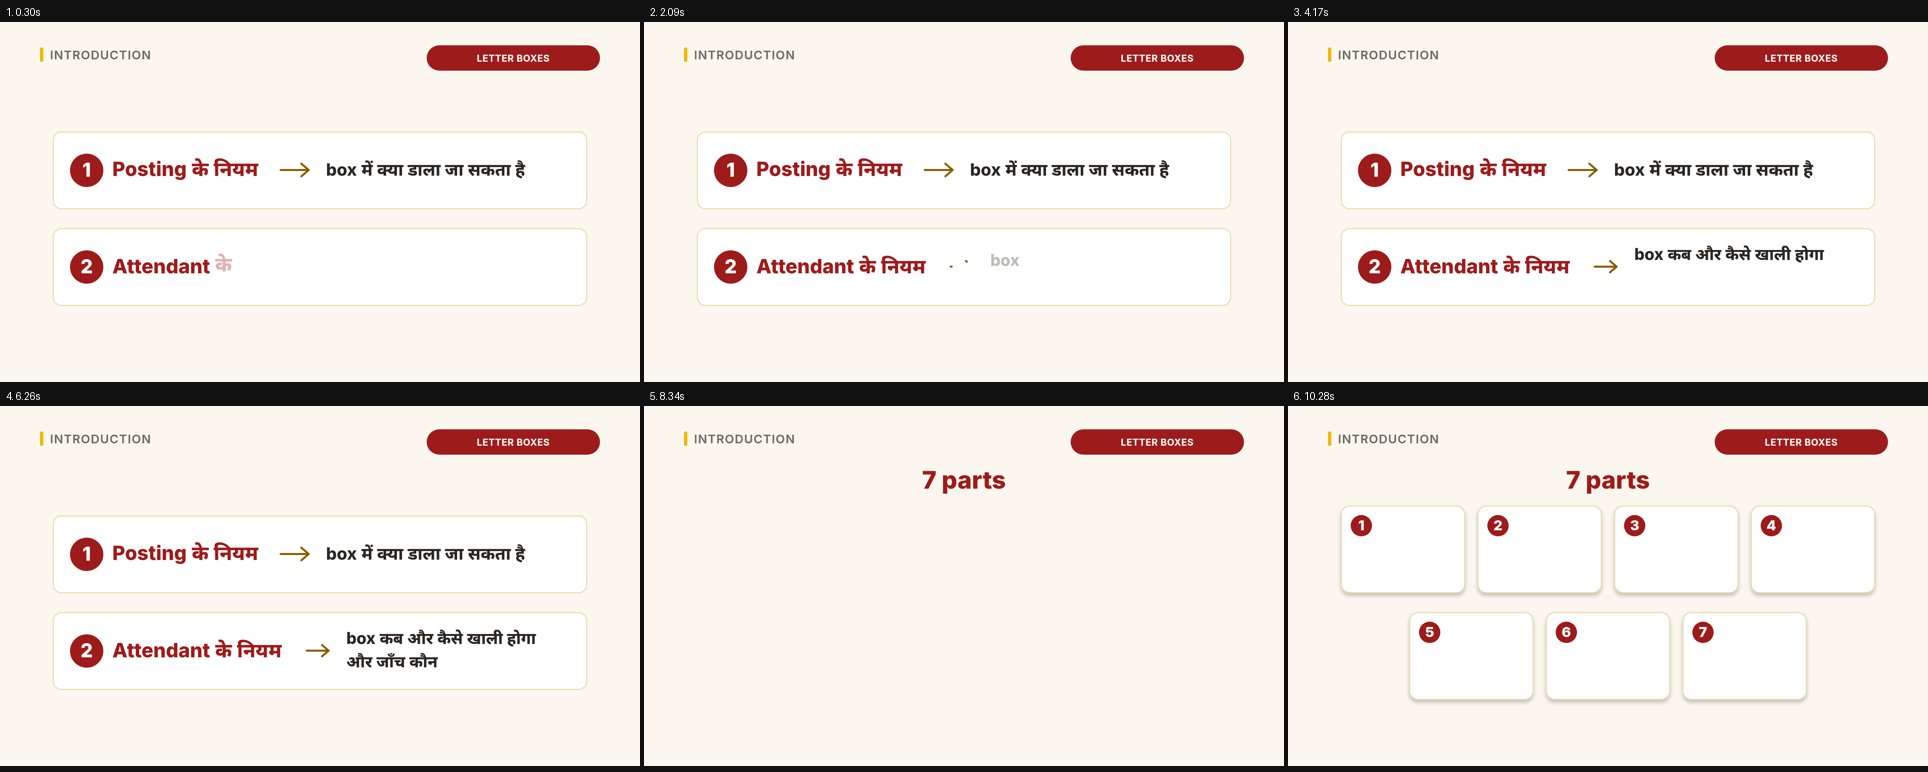 1. 0.30s
INTRODUCTION
LETTER BOXES
1 Posting के नियम → box में क्या डाला जा सकता है
2 Attendant के
2. 2.09s
INTRODUCTION
LETTER BOXES
1 Posting के नियम → box में क्या डाला जा सकता है
2 Attendant के नियम box
3. 4.17s
INTRODUCTION
LETTER BOXES
1 Posting के नियम → box में क्या डाला जा सकता है
2 Attendant के नियम → box कब और कैसे खाली होगा
4. 6.26s
INTRODUCTION
LETTER BOXES
1 Posting के नियम → box में क्या डाला जा सकता है
2 Attendant के नियम → box कब और कैसे खाली होगा
और जाँच कौन
5. 8.34s
INTRODUCTION
LETTER BOXES
7 parts
6. 10.28s
INTRODUCTION
LETTER BOXES
7 parts
1 2 3 4
5 6 7